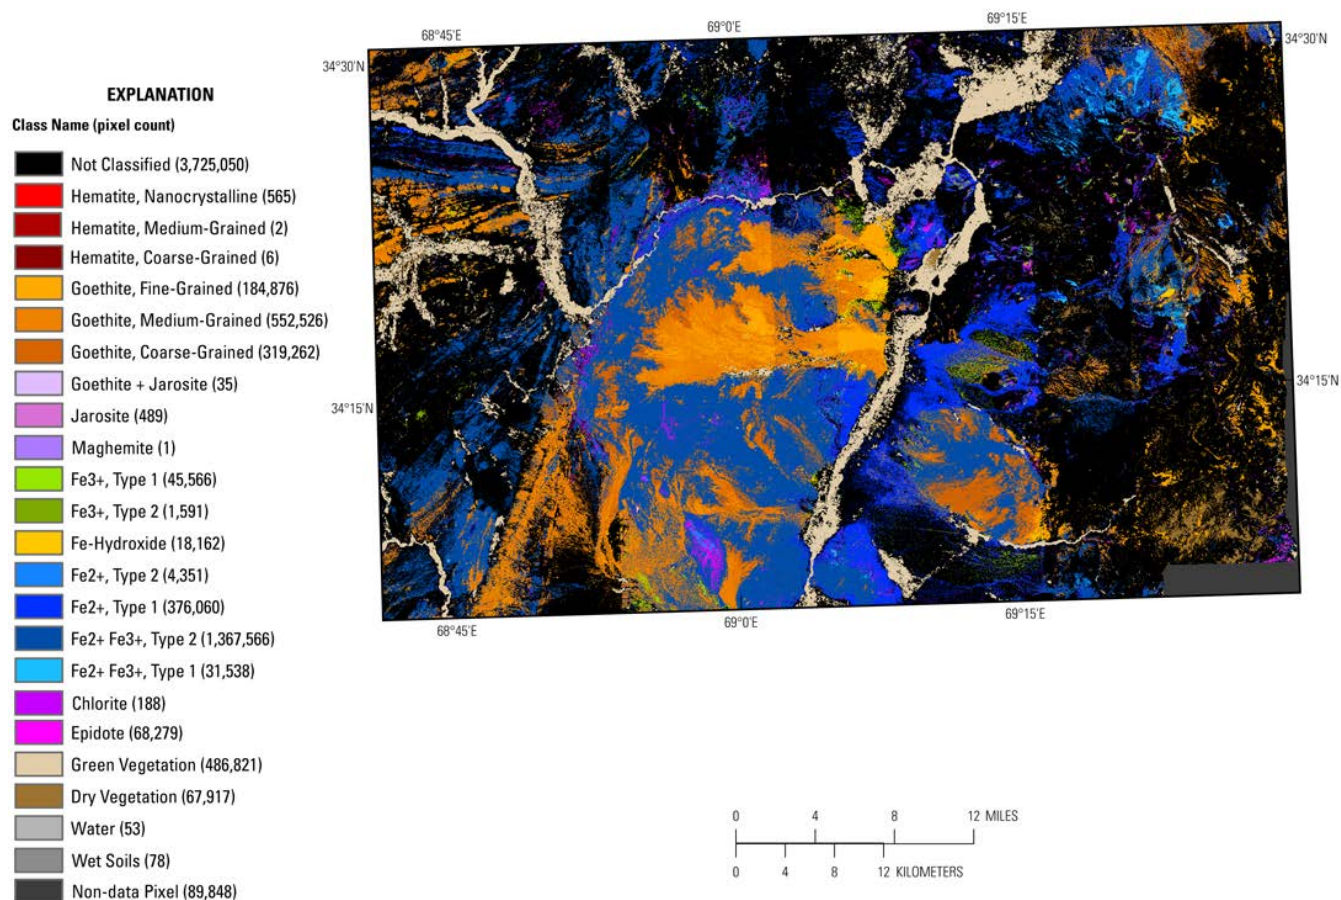 68°45'E
69°0'E
69°15'E
34°30'N
34°30'N
EXPLANATION
Class Name (pixel count)
Not Classified (3,725,050)
Hematite, Nanocrystalline (565)
Hematite, Medium-Grained (2)
Hematite, Coarse-Grained (6)
Goethite, Fine-Grained (184,876)
Goethite, Medium-Grained (552,526)
Goethite, Coarse-Grained (319,262)
Goethite + Jarosite (35)
Jarosite (489)
Maghemite (1)
Fe3+, Type 1 (45,566)
Fe3+, Type 2 (1,591)
Fe-Hydroxide (18,162)
Fe2+, Type 2 (4,351)
Fe2+, Type 1 (376,060)
Fe2+ Fe3+, Type 2 (1,367,566)
Fe2+ Fe3+, Type 1 (31,538)
Chlorite (188)
Epidote (68,279)
Green Vegetation (486,821)
Dry Vegetation (67,917)
Water (53)
Wet Soils (78)
Non-data Pixel (89,848)
34°15'N
34°15'N
68°45'E
69°0'E
69°15'E
0 4 8 12 MILES
0 4 8 12 KILOMETERS